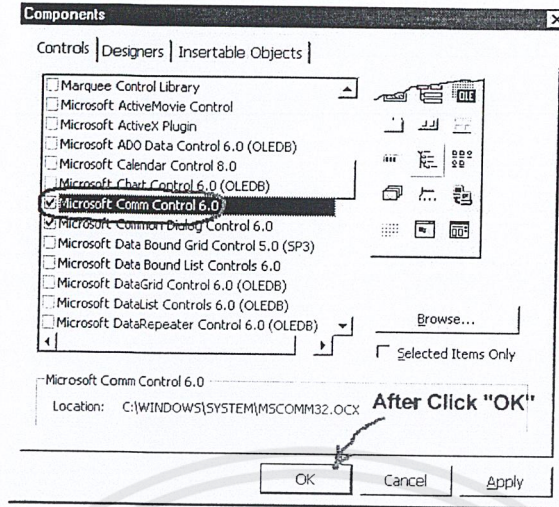 Components
Controls Designers Insertable Objects
Marquee Control Library
Microsoft ActiveMovie Control
Microsoft ActiveX Plugin
Microsoft ADO Data Control 6.0 (OLEDB)
Microsoft Calendar Control 8.0
Microsoft Chart Control 6.0 (OLEDB)
Microsoft Comm Control 6.0
Microsoft Common Dialog Control 6.0
Microsoft Data Bound Grid Control 5.0 (SP3)
Microsoft Data Bound List Controls 6.0
Microsoft DataGrid Control 6.0 (OLEDB)
Microsoft DataList Controls 6.0 (OLEDB)
Microsoft DataRepeater Control 6.0 (OLEDB)
Browse...
Selected Items Only
Microsoft Comm Control 6.0
Location: C:\WINDOWS\SYSTEM\MSCOMM32.OCX
After Click "OK"
OK Cancel Apply